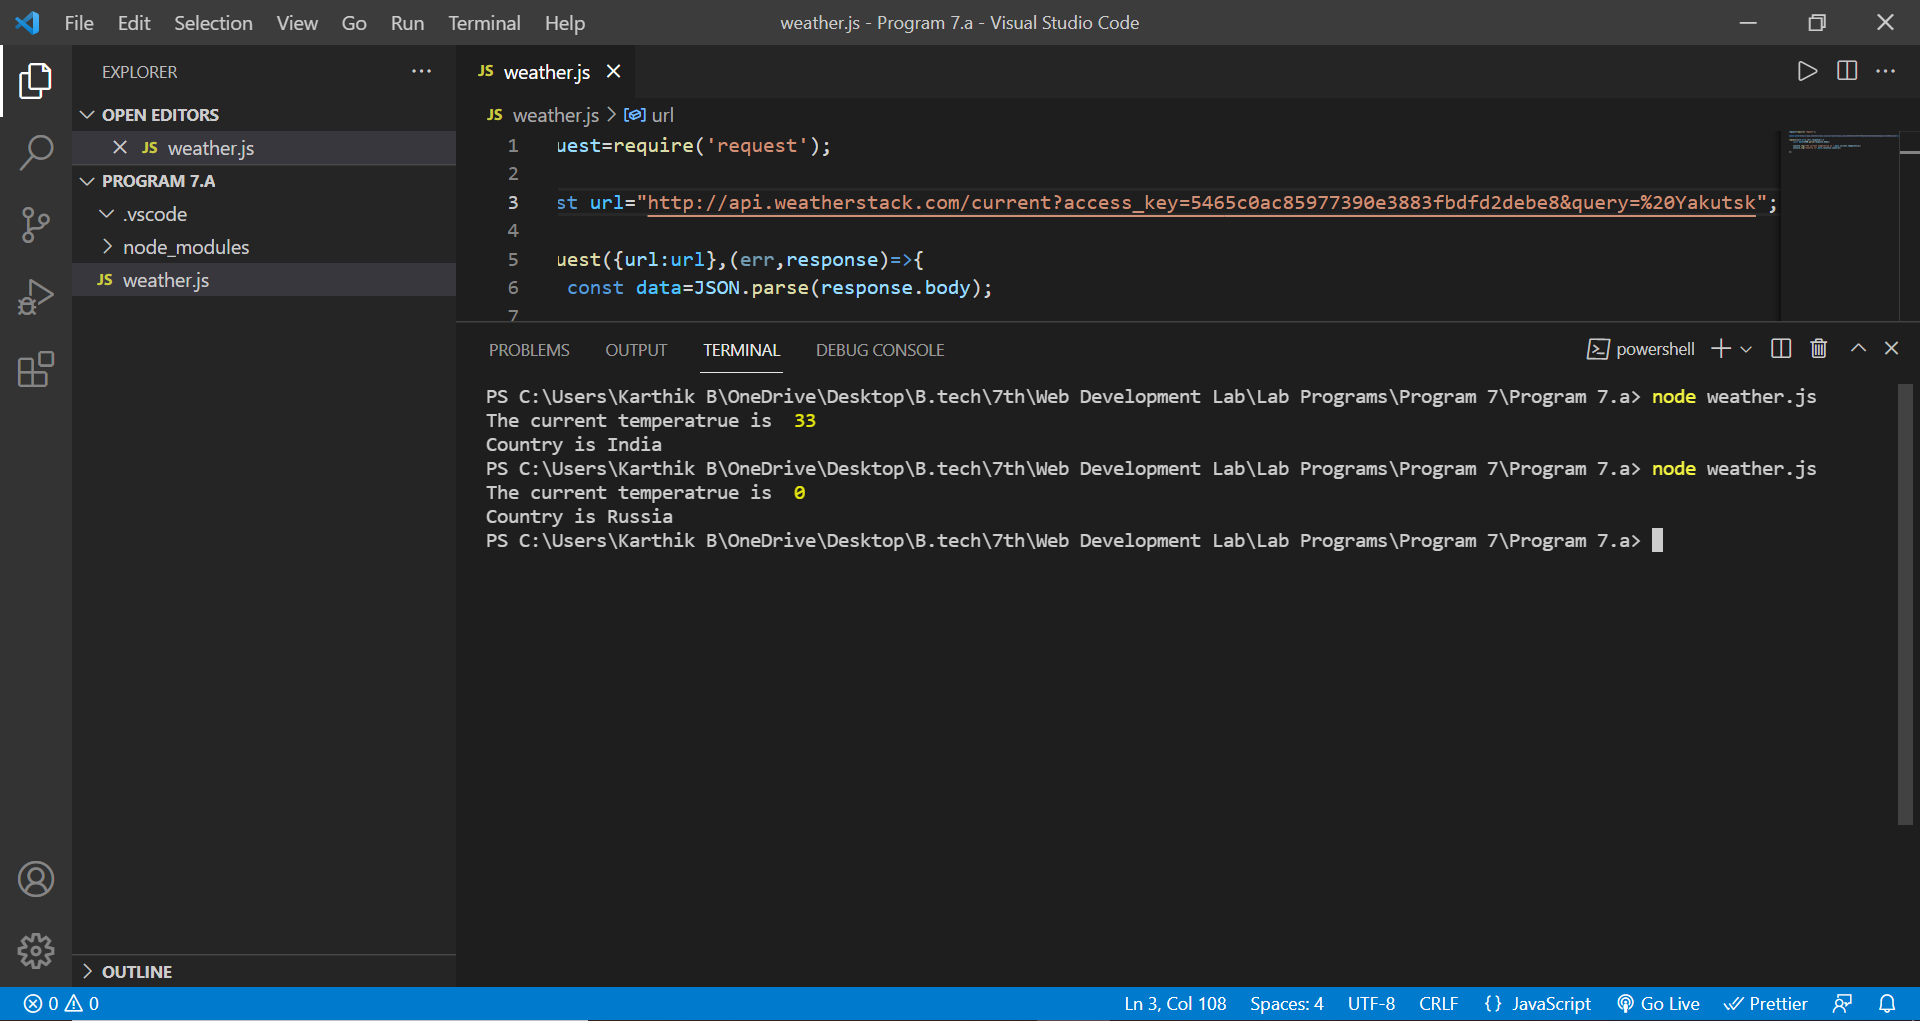 File Edit Selection View Go Run Terminal Help
weather.js - Program 7.a - Visual Studio Code
EXPLORER
OPEN EDITORS
JS weather.js
PROGRAM 7.A
.vscode
node_modules
JS weather.js
OUTLINE
JS weather.js
JS weather.js > url
1 uest=require('request');
2
3 st url="http://api.weatherstack.com/current?access_key=5465c0ac85977390e3883fbdfd2debe8&query=%20Yakutsk";
4
5 uest({url:url},(err,response)=>{
6 const data=JSON.parse(response.body);
7
PROBLEMS OUTPUT TERMINAL DEBUG CONSOLE
powershell
PS C:\Users\Karthik B\OneDrive\Desktop\B.tech\7th\Web Development Lab\Lab Programs\Program 7\Program 7.a> node weather.js
The current temperatrue is  33
Country is India
PS C:\Users\Karthik B\OneDrive\Desktop\B.tech\7th\Web Development Lab\Lab Programs\Program 7\Program 7.a> node weather.js
The current temperatrue is  0
Country is Russia
PS C:\Users\Karthik B\OneDrive\Desktop\B.tech\7th\Web Development Lab\Lab Programs\Program 7\Program 7.a>
0 0
Ln 3, Col 108 Spaces: 4 UTF-8 CRLF {} JavaScript Go Live Prettier